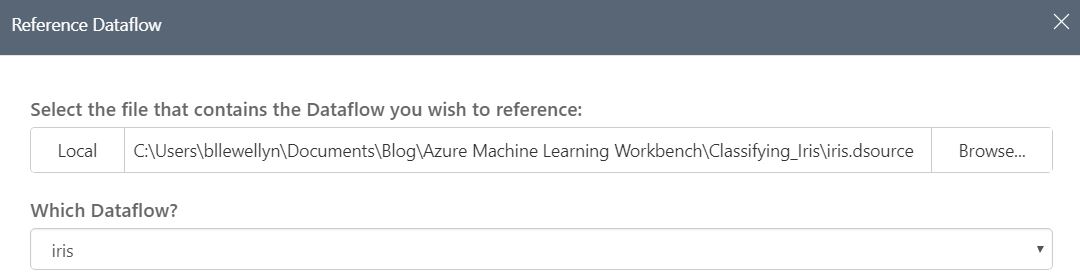 Reference Dataflow
Select the file that contains the Dataflow you wish to reference:
Local C:\Users\bllewellyn\Documents\Blog\Azure Machine Learning Workbench\Classifying_Iris\iris.dsource Browse...
Which Dataflow?
iris